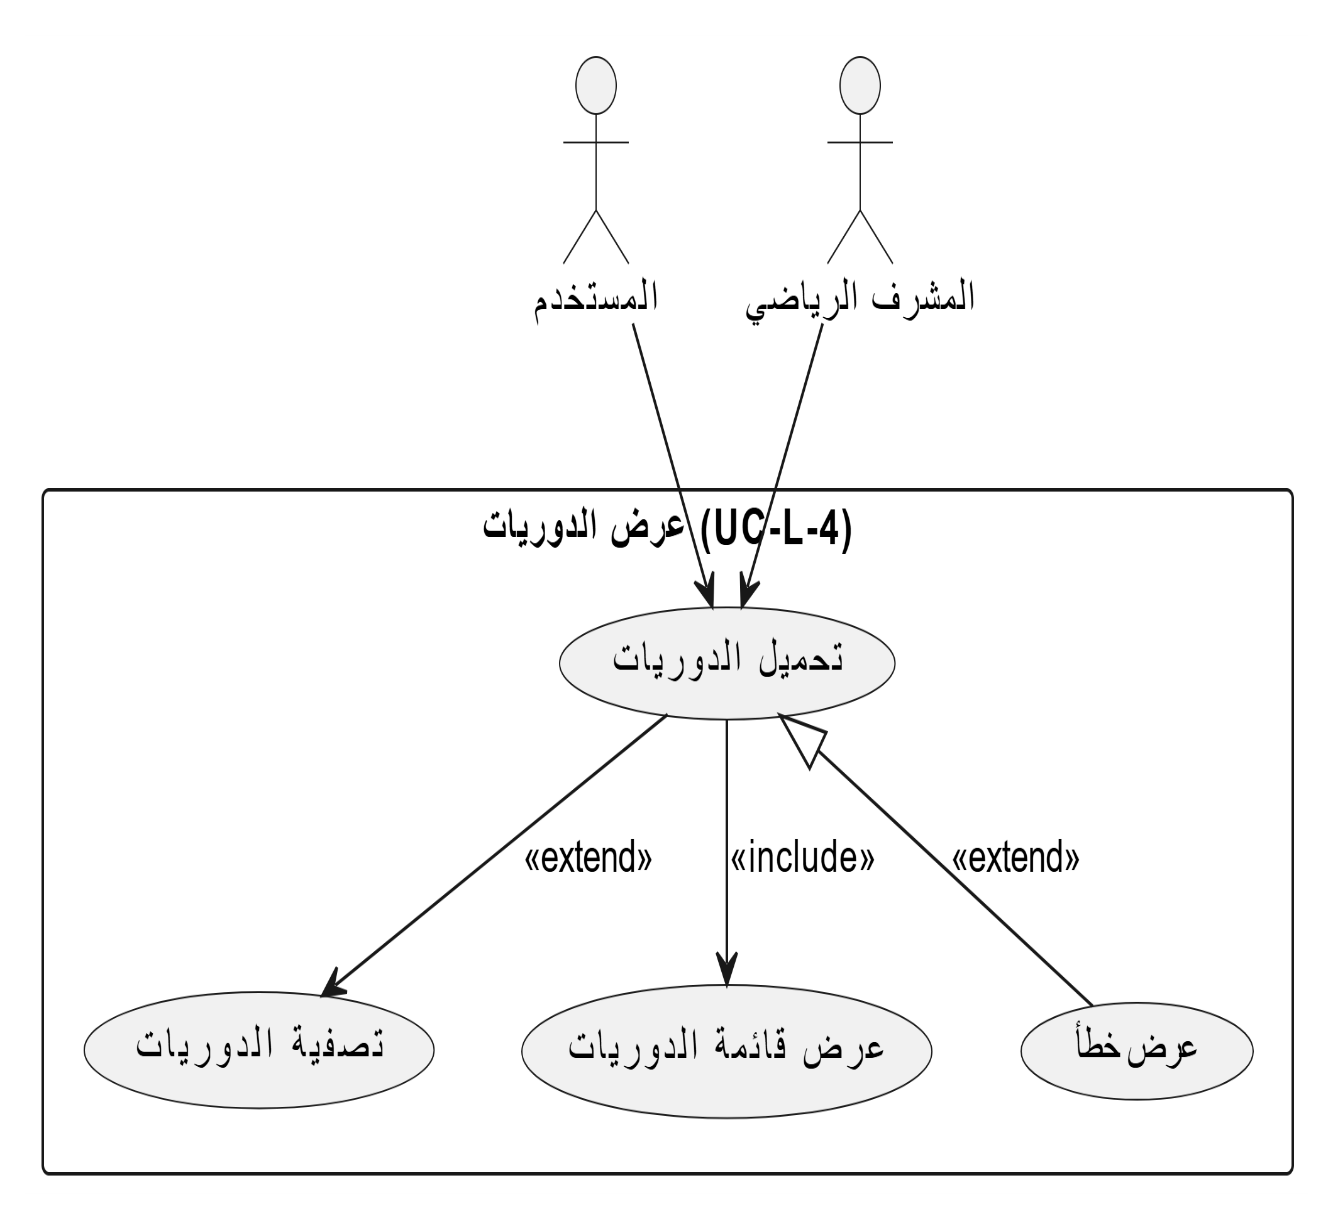 المستخدم
المشرف الرياضي
عرض الدوريات (UC-L-4)
تحميل الدوريات
«extend»
«include»
«extend»
تصفية الدوريات
عرض قائمة الدوريات
عرض خطأ